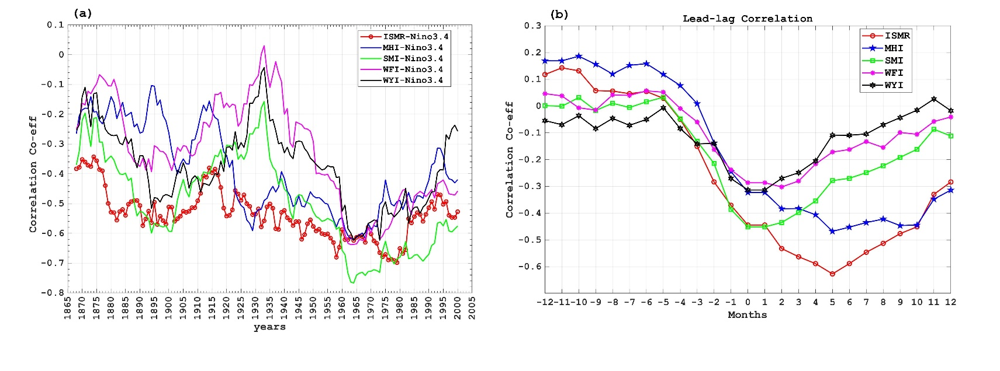 (a)
0.1
0
-0.1
-0.2
-0.3
-0.4
-0.5
-0.6
-0.7
-0.8
Correlation Co-eff
ISMR-Nino3.4
MHI-Nino3.4
SMI-Nino3.4
WFI-Nino3.4
WYI-Nino3.4
1865 1870 1875 1880 1885 1890 1895 1900 1905 1910 1915 1920 1925 1930 1935 1940 1945 1950 1955 1960 1965 1970 1975 1980 1985 1990 1995 2000 2005
years
(b)
Lead-lag Correlation
0.3
0.2
0.1
0
-0.1
-0.2
-0.3
-0.4
-0.5
-0.6
Correlation Co-eff
ISMR
MHI
SMI
WFI
WYI
-12 -11 -10 -9 -8 -7 -6 -5 -4 -3 -2 -1 0 1 2 3 4 5 6 7 8 9 10 11 12
Months